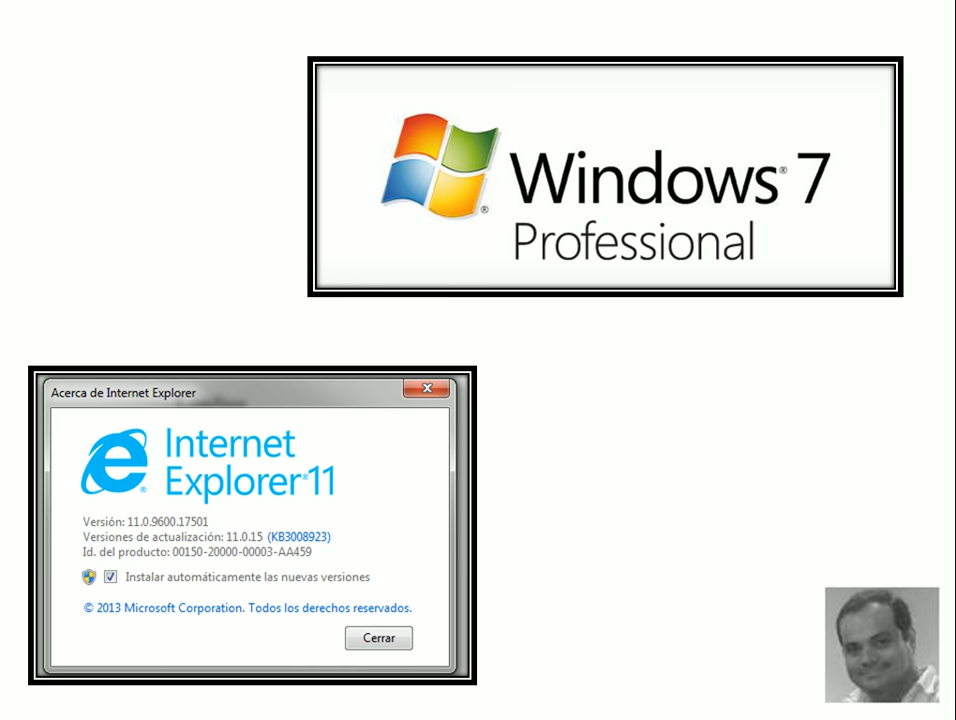 Windows® 7
Professional
Acerca de Internet Explorer
Internet
Explorer®11
Versión: 11.0.9600.17501
Versiones de actualización: 11.0.15 (KB3008923)
Id. del producto: 00150-20000-00003-AA459
Instalar automáticamente las nuevas versiones
© 2013 Microsoft Corporation. Todos los derechos reservados.
Cerrar